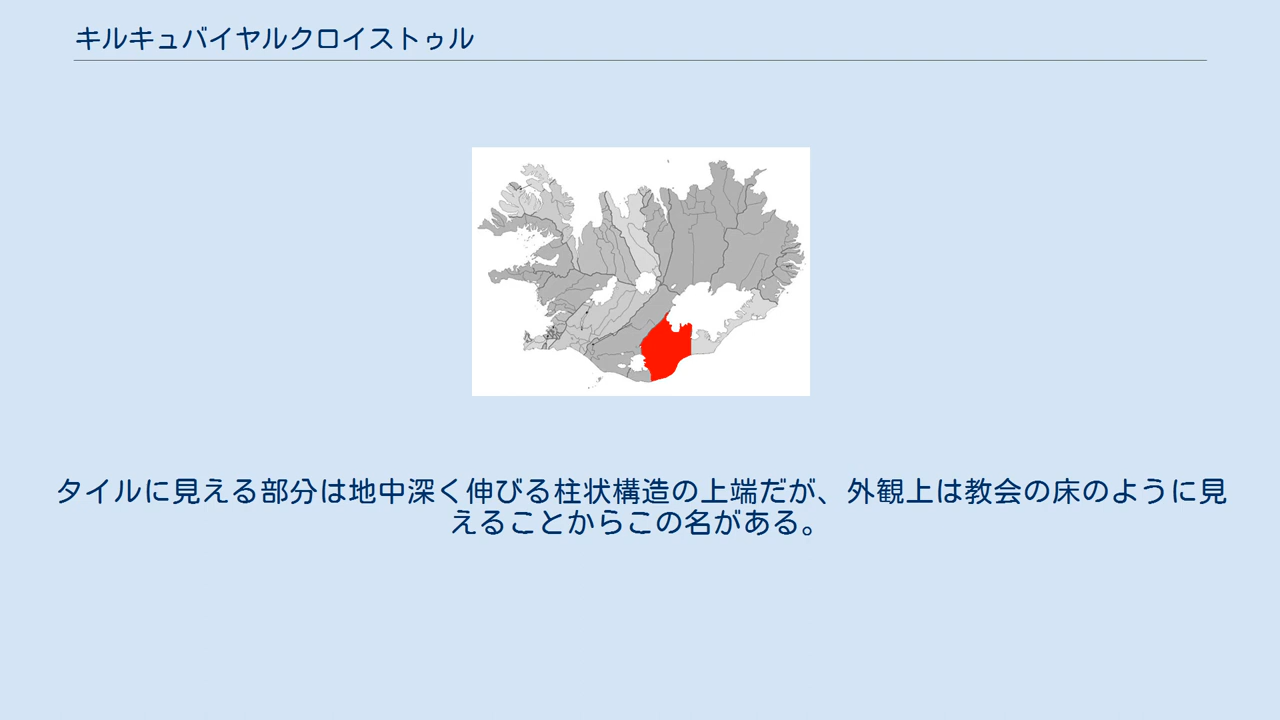 キルキュバイヤルクロイストゥル
タイルに見える部分は地中深く伸びる柱状構造の上端だが、外観上は教会の床のように見
えることからこの名がある。